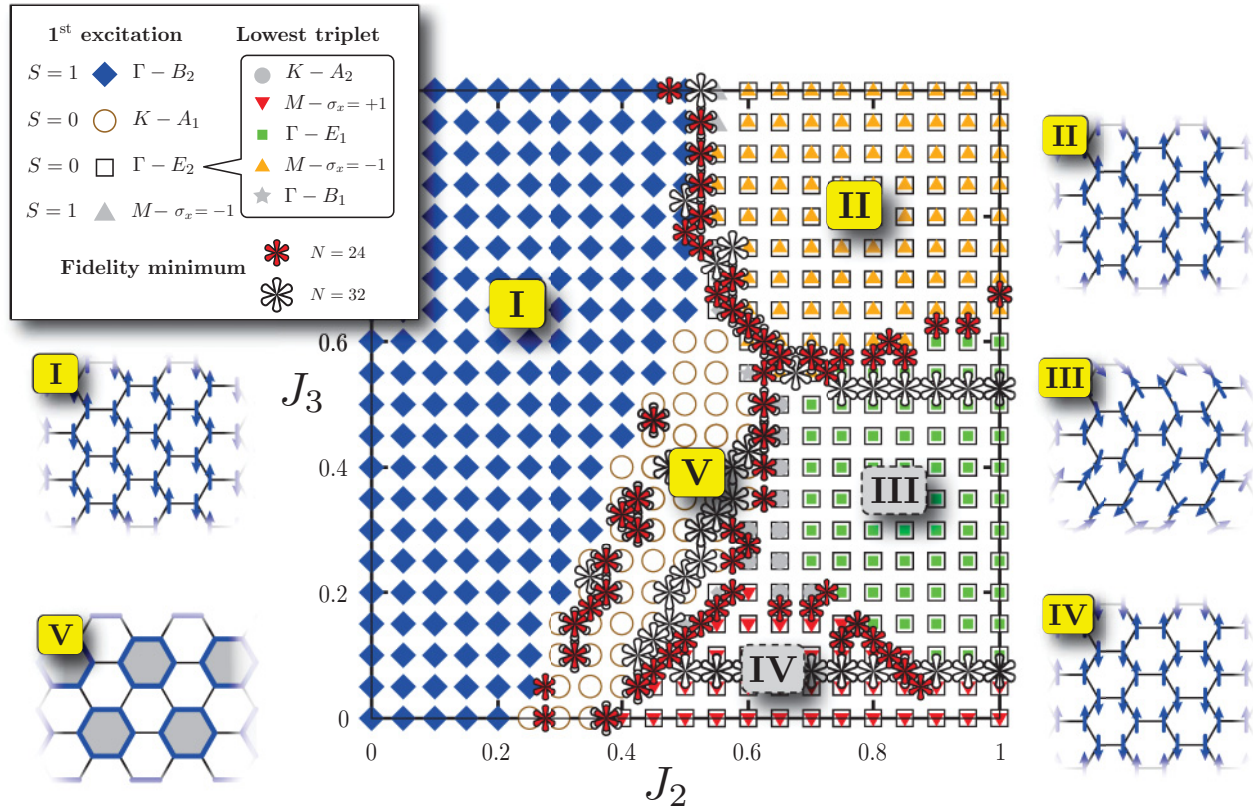 1st excitation
Lowest triplet
S = 1 Γ − B2
S = 0 K − A1
S = 0 Γ − E2
S = 1 M − σx = −1
K − A2
M − σx = +1
Γ − E1
M − σx = −1
Γ − B1
Fidelity minimum
N = 24
N = 32
I
II
III
IV
V
I
V
II
III
IV
J3
0.6
0.4
0.2
0
0
0.2
0.4
0.6
0.8
1
J2